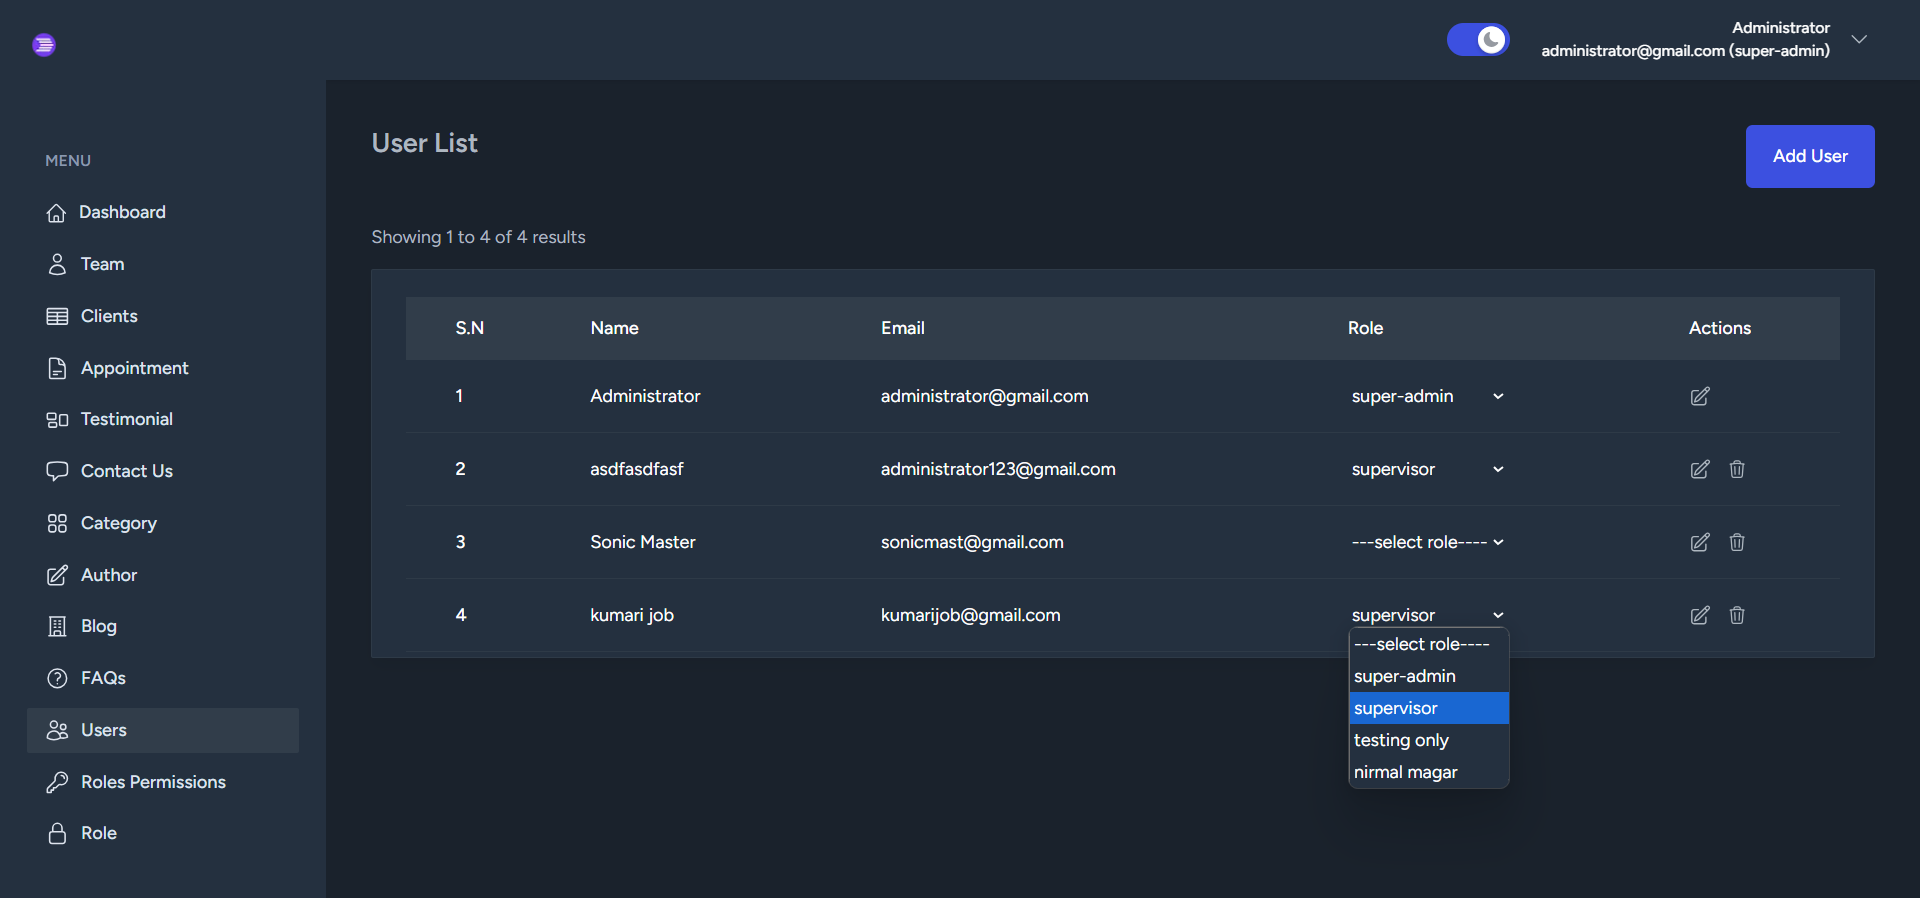 Administrator
administrator@gmail.com (super-admin)
MENU
Dashboard
Team
Clients
Appointment
Testimonial
Contact Us
Category
Author
Blog
FAQs
Users
Roles Permissions
Role
User List
Add User
Showing 1 to 4 of 4 results
S.N Name Email Role Actions
1 Administrator administrator@gmail.com super-admin
2 asdfasdfasf administrator123@gmail.com supervisor
3 Sonic Master sonicmast@gmail.com ---select role----
4 kumari job kumarijob@gmail.com supervisor
---select role----
super-admin
supervisor
testing only
nirmal magar